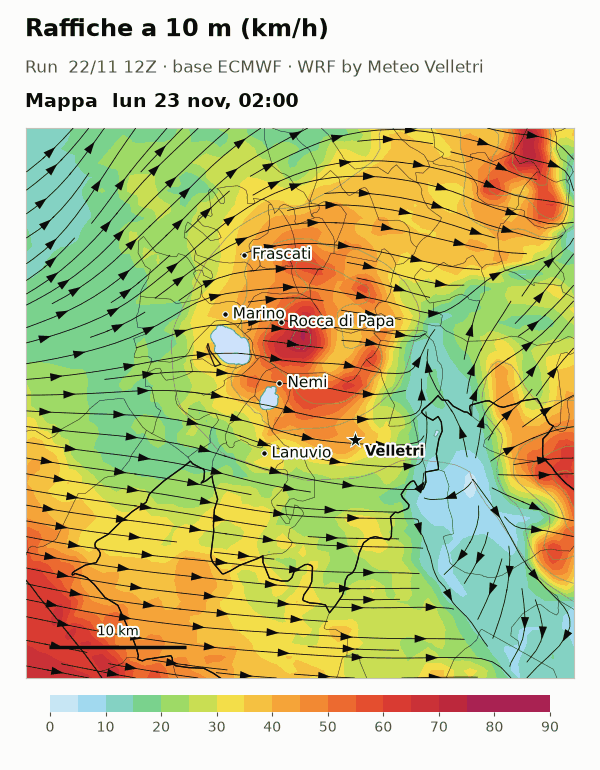 Raffiche a 10 m (km/h)
Run 22/11 12Z · base ECMWF · WRF by Meteo Velletri
Mappa lun 23 nov, 02:00
Frascati
Marino
Rocca di Papa
Nemi
Velletri
Lanuvio
10 km
0 10 20 30 40 50 60 70 80 90